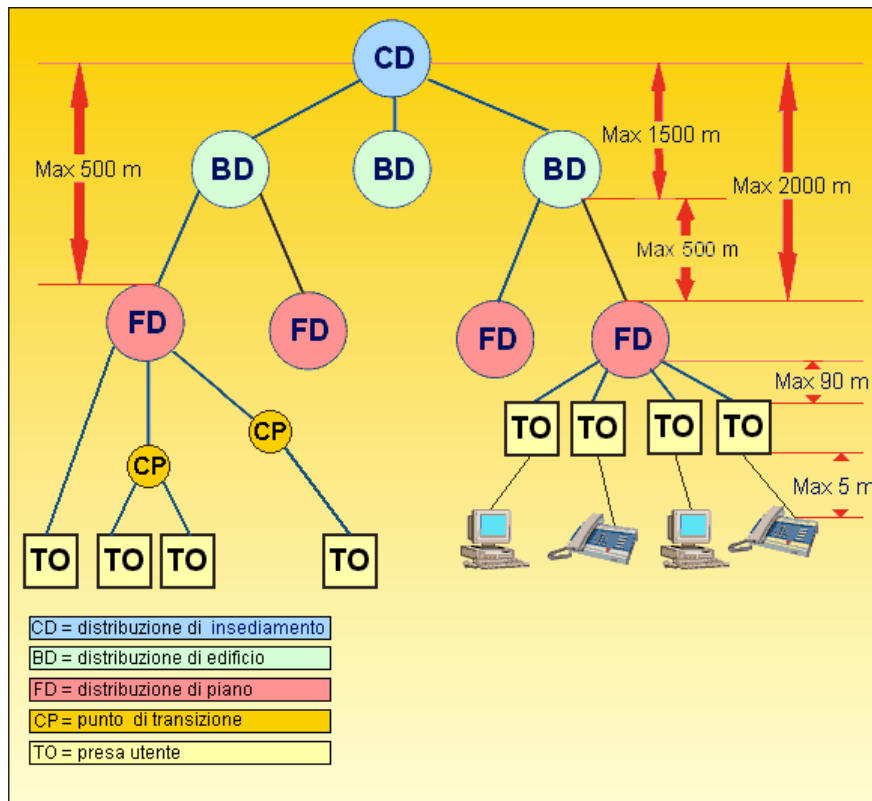 CD
Max 500 m
BD
BD
BD
Max 1500 m
Max 2000 m
Max 500 m
FD
FD
FD
FD
Max 90 m
CP
CP
TO
TO
TO
TO
Max 5 m
TO
TO
TO
TO
CD = distribuzione di insediamento
BD = distribuzione di edificio
FD = distribuzione di piano
CP = punto di transizione
TO = presa utente